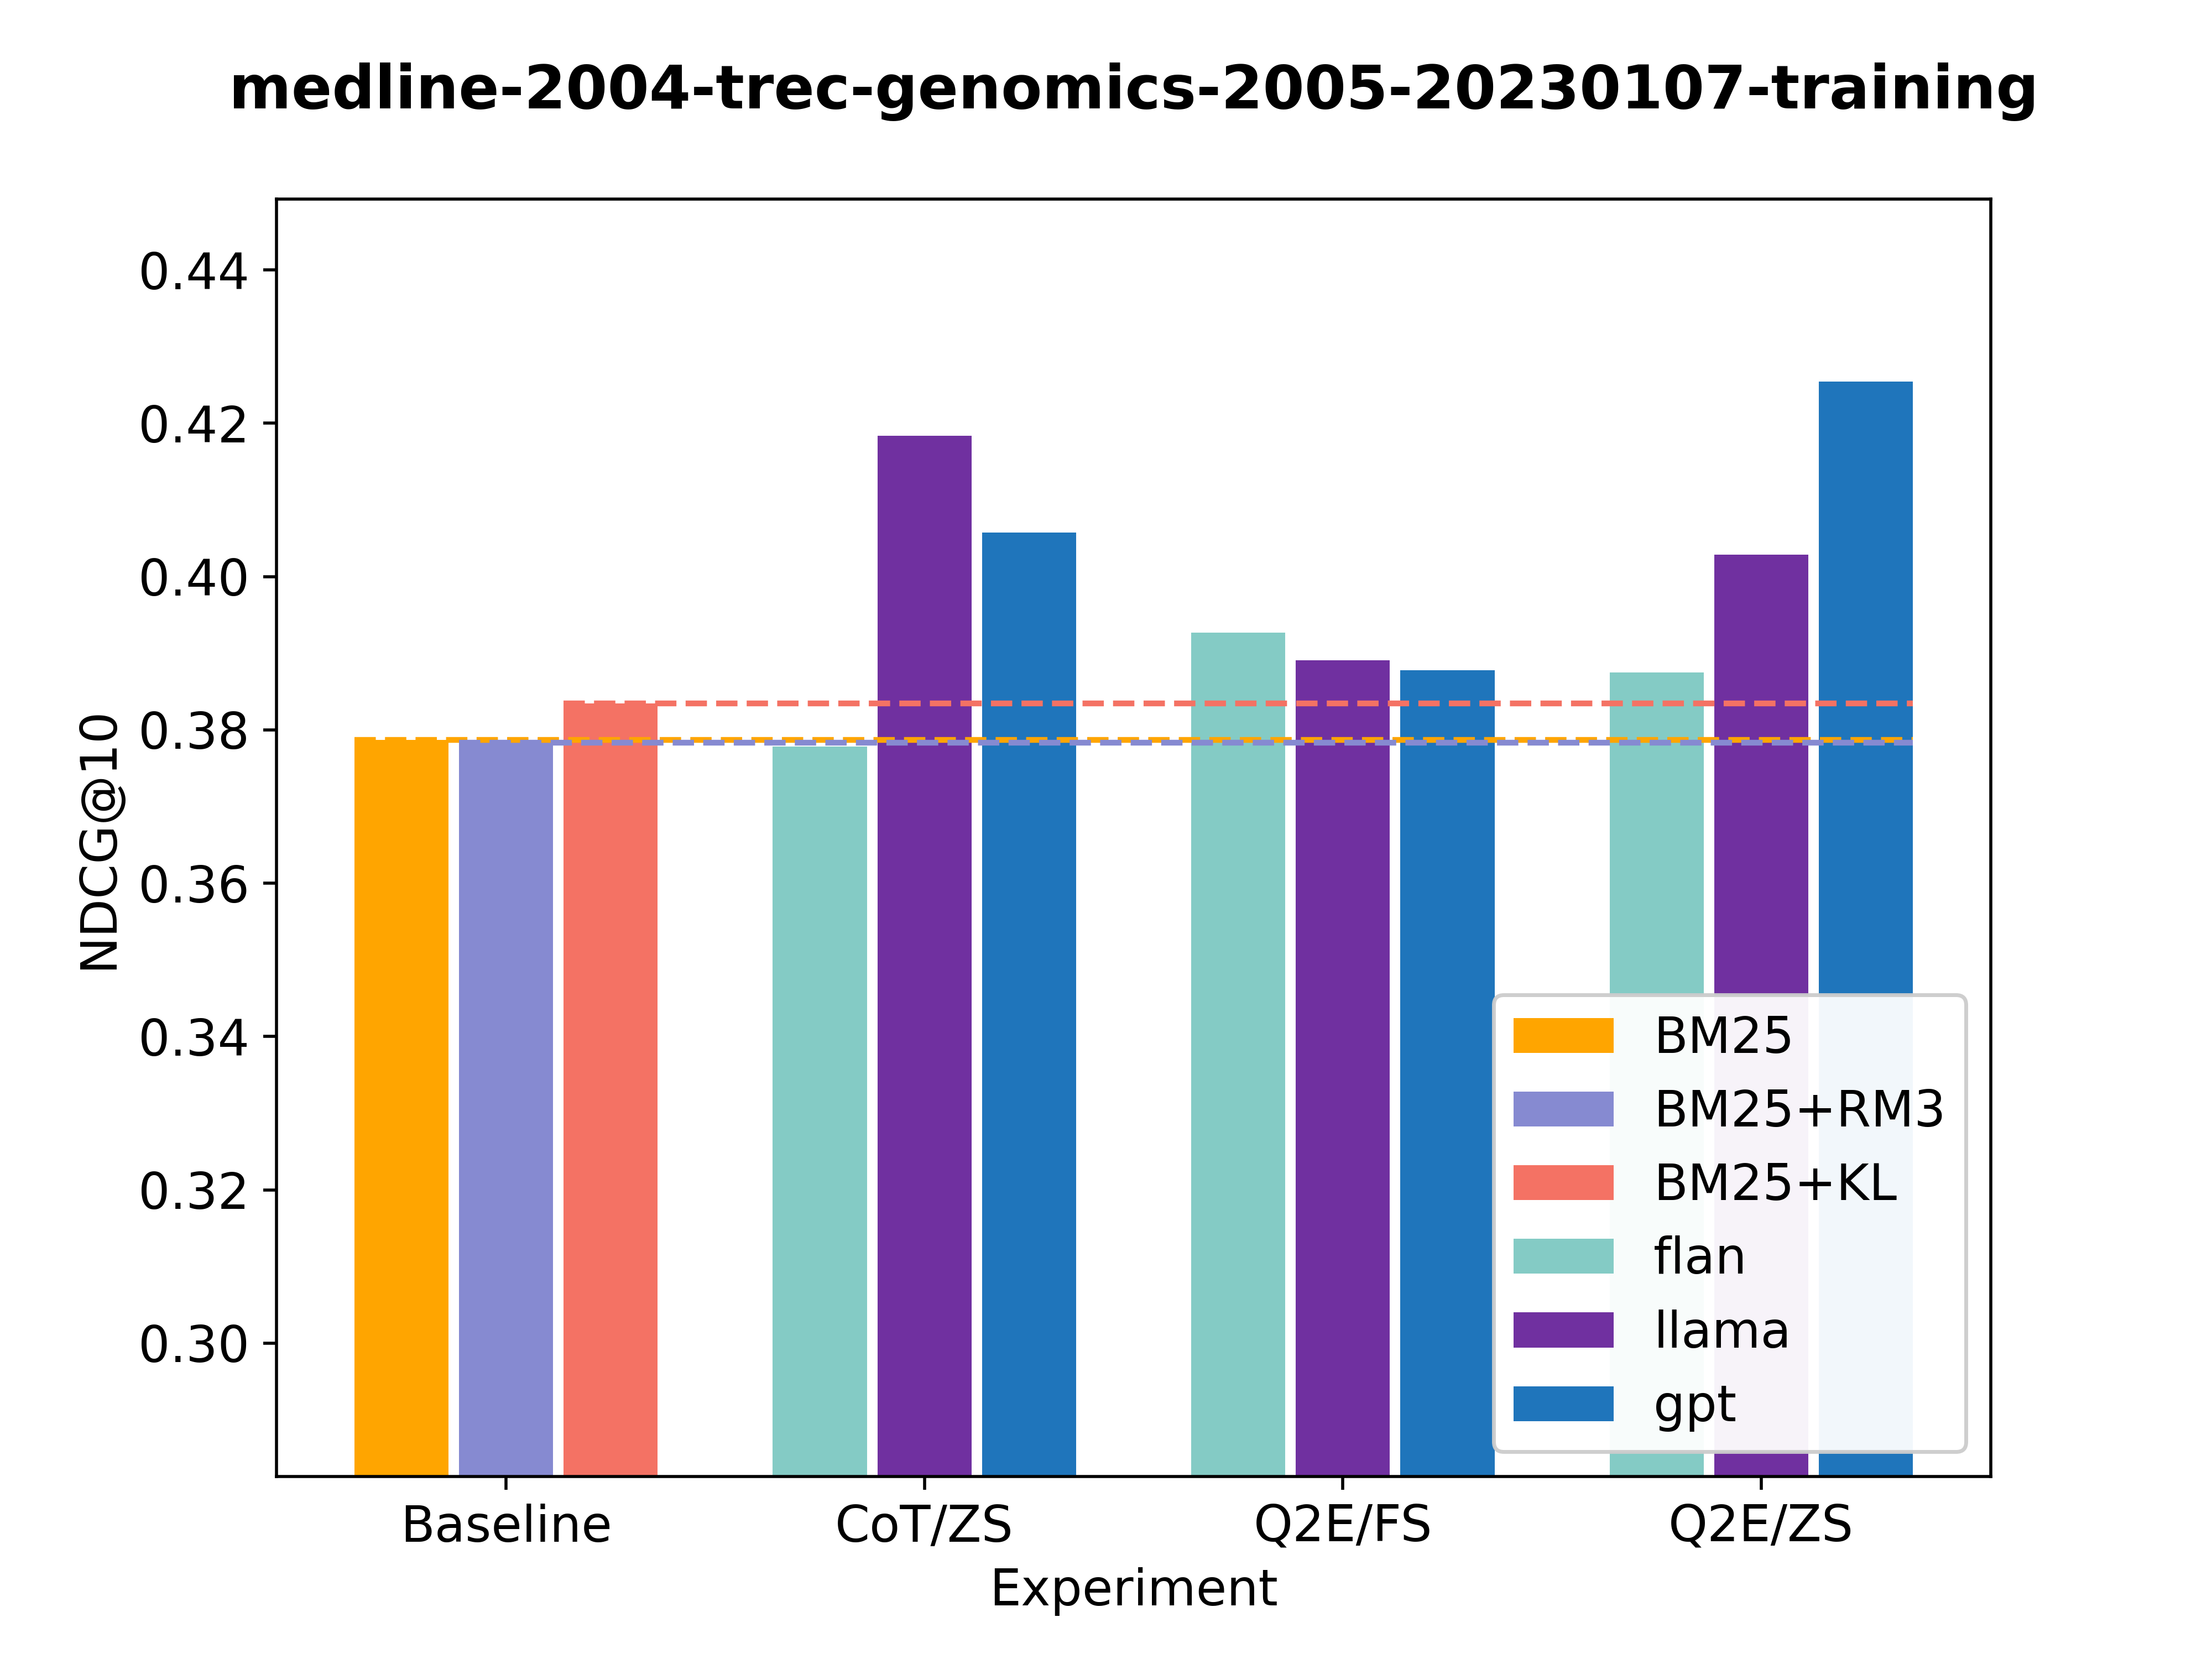 medline-2004-trec-genomics-2005-20230107-training
0.44
0.42
0.40
0.38
0.36
0.34
0.32
0.30
NDCG@10
BM25
BM25+RM3
BM25+KL
flan
llama
gpt
Baseline
CoT/ZS
Q2E/FS
Q2E/ZS
Experiment